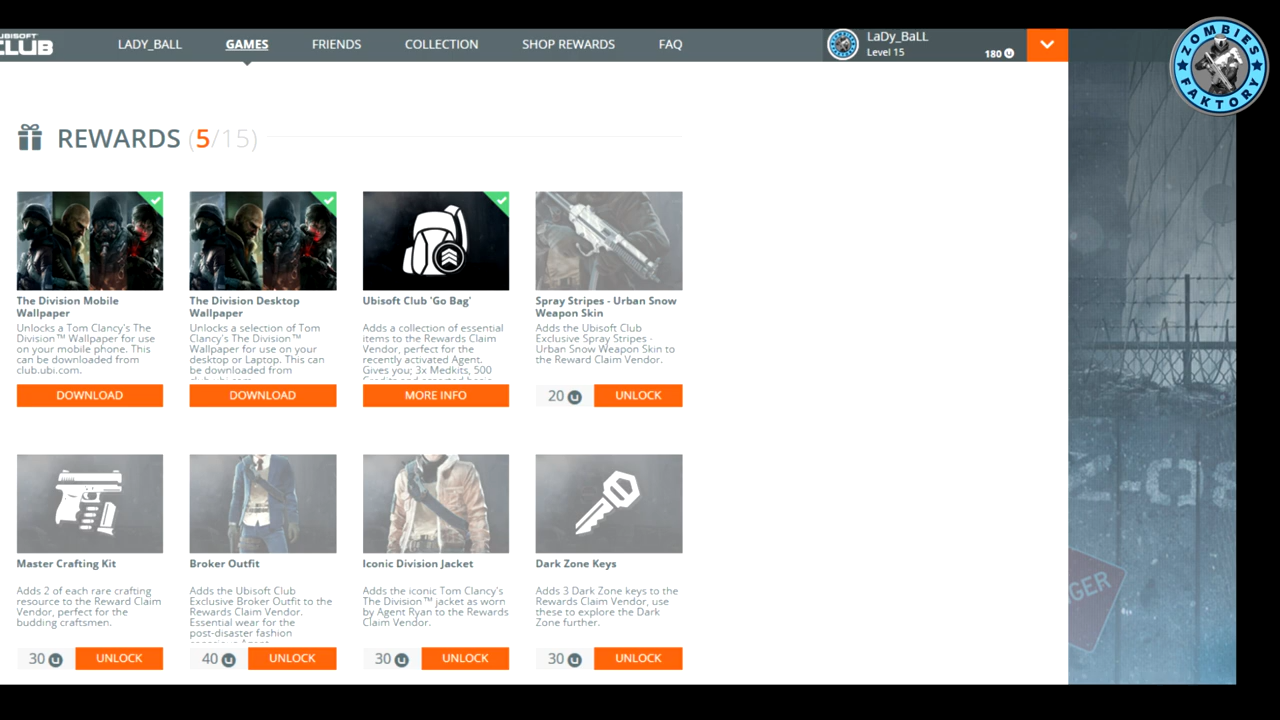 UBISOFT
CLUB
LADY_BALL
GAMES
FRIENDS
COLLECTION
SHOP REWARDS
FAQ
LaDy_BaLL
Level 15
180
ZOMBIES
FAKTORY
REWARDS (5/15)
The Division Mobile
Wallpaper
Unlocks a Tom Clancy's The
Division™ Wallpaper for use
on your mobile phone. This
can be downloaded from
club.ubi.com.
DOWNLOAD
The Division Desktop
Wallpaper
Unlocks a selection of Tom
Clancy's The Division™
Wallpaper for use on your
desktop or Laptop. This can
be downloaded from
club.ubi.com
DOWNLOAD
Ubisoft Club 'Go Bag'
Adds a collection of essential
items to the Rewards Claim
Vendor, perfect for the
recently activated Agent.
Gives you; 3x Medkits, 500
Credits and assorted basic
MORE INFO
Spray Stripes - Urban Snow
Weapon Skin
Adds the Ubisoft Club
Exclusive Spray Stripes -
Urban Snow Weapon Skin to
the Reward Claim Vendor.
20
UNLOCK
Master Crafting Kit
Adds 2 of each rare crafting
resource to the Reward Claim
Vendor, perfect for the
budding craftsmen.
30
UNLOCK
Broker Outfit
Adds the Ubisoft Club
Exclusive Broker Outfit to the
Rewards Claim Vendor.
Essential wear for the
post-disaster fashion
conscious Agent.
40
UNLOCK
Iconic Division Jacket
Adds the iconic Tom Clancy's
The Division™ jacket as worn
by Agent Ryan to the Rewards
Claim Vendor.
30
UNLOCK
Dark Zone Keys
Adds 3 Dark Zone keys to the
Rewards Claim Vendor, use
these to explore the Dark
Zone further.
30
UNLOCK